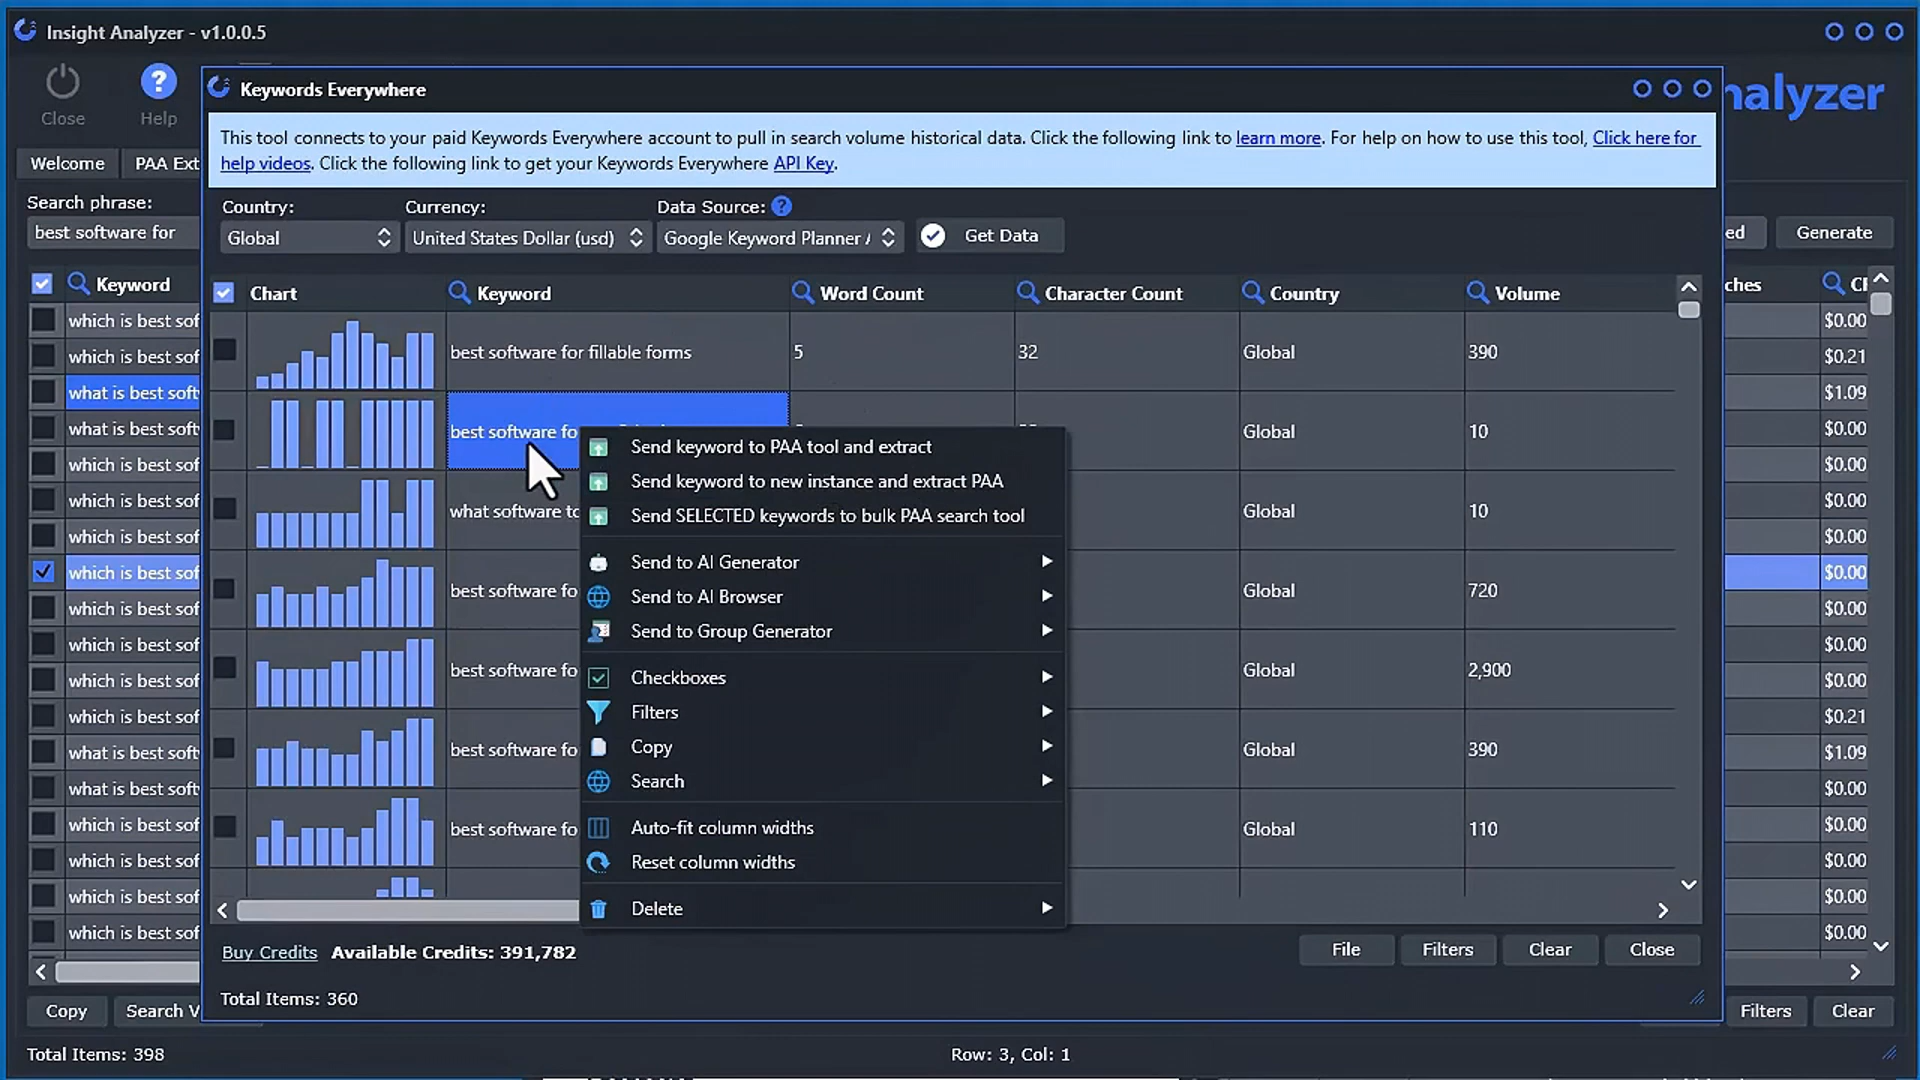 Insight Analyzer - v1.0.0.5
Close
Help
nalyzer
Welcome
PAA Ext
Search phrase:
best software for
ed
Generate
Keyword
ches
which is best sof
which is best sof
what is best soft
what is best soft
which is best sof
which is best sof
which is best sof
which is best sof
which is best sof
which is best sof
which is best sof
which is best sof
what is best soft
what is best soft
which is best sof
which is best sof
which is best sof
which is best sof
$0.00
$0.21
$1.09
$0.00
$0.00
$0.00
$0.00
$0.00
$0.00
$0.00
$0.00
$0.21
$1.09
$0.00
$0.00
$0.00
$0.00
$0.00
Keywords Everywhere
This tool connects to your paid Keywords Everywhere account to pull in search volume historical data. Click the following link to learn more. For help on how to use this tool, Click here for
help videos. Click the following link to get your Keywords Everywhere API Key.
Country:
Currency:
Data Source:
?
Global
United States Dollar (usd)
Google Keyword Planner /
Get Data
Chart
Keyword
Word Count
Character Count
Country
Volume
best software for fillable forms
5
32
Global
390
best software fo
Global
10
what software to
Global
10
best software fo
Global
720
best software fo
Global
2,900
best software fo
Global
390
best software fo
Global
110
Send keyword to PAA tool and extract
Send keyword to new instance and extract PAA
Send SELECTED keywords to bulk PAA search tool
Send to AI Generator
Send to AI Browser
Send to Group Generator
Checkboxes
Filters
Copy
Search
Auto-fit column widths
Reset column widths
Delete
Buy Credits
Available Credits: 391,782
File
Filters
Clear
Close
Total Items: 360
Copy
Search V
Filters
Clear
Total Items: 398
Row: 3, Col: 1